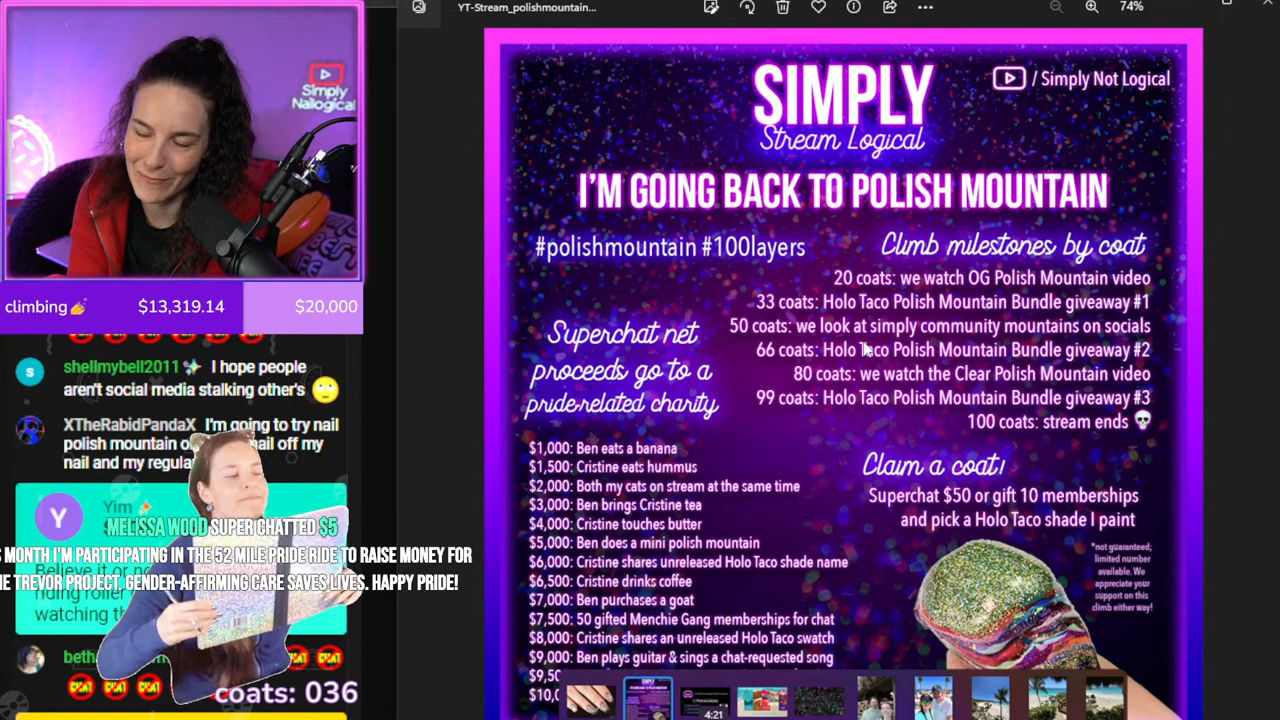 YT-Stream_polishmountain...
74%
Simply
Nailogical
climbing💅 $13,319.14 $20,000
shellmybell2011 I hope people
aren't social media stalking other's 🙄
XTheRabidPandaX I'm going to try nail
polish mountain
nail off my
nail and my
Y
Yim
MELISSA WOOD SUPER CHATTED $5
MONTH I'M PARTICIPATING IN THE 52 MILE PRIDE RIDE TO RAISE MONEY FOR
TREVOR PROJECT. GENDER-AFFIRMING CARE SAVES LIVES. HAPPY PRIDE!
Believe it or
riding
watching
coats: 036
SIMPLY
Stream Logical
/ Simply Not Logical
I'M GOING BACK TO POLISH MOUNTAIN
#polishmountain #100layers
Climb milestones by coat
20 coats: we watch OG Polish Mountain video
33 coats: Holo Taco Polish Mountain Bundle giveaway #1
50 coats: we look at simply community mountains on socials
66 coats: Holo Taco Polish Mountain Bundle giveaway #2
80 coats: we watch the Clear Polish Mountain video
99 coats: Holo Taco Polish Mountain Bundle giveaway #3
100 coats: stream ends 💀
Superchat net
proceeds go to a
pride-related charity
$1,000: Ben eats a banana
$1,500: Cristine eats hummus
$2,000: Both my cats on stream at the same time
$3,000: Ben brings Cristine tea
$4,000: Cristine touches butter
$5,000: Ben does a mini polish mountain
$6,000: Cristine shares unreleased Holo Taco shade name
$6,500: Cristine drinks coffee
$7,000: Ben purchases a goat
$7,500: 50 gifted Menchie Gang memberships for chat
$8,000: Cristine shares an unreleased Holo Taco swatch
$9,000: Ben plays guitar & sings a chat-requested song
Claim a coat!
Superchat $50 or gift 10 memberships
and pick a Holo Taco shade I paint
*not guaranteed;
limited number
available. We
appreciate your
support on this
climb either way!
4:21